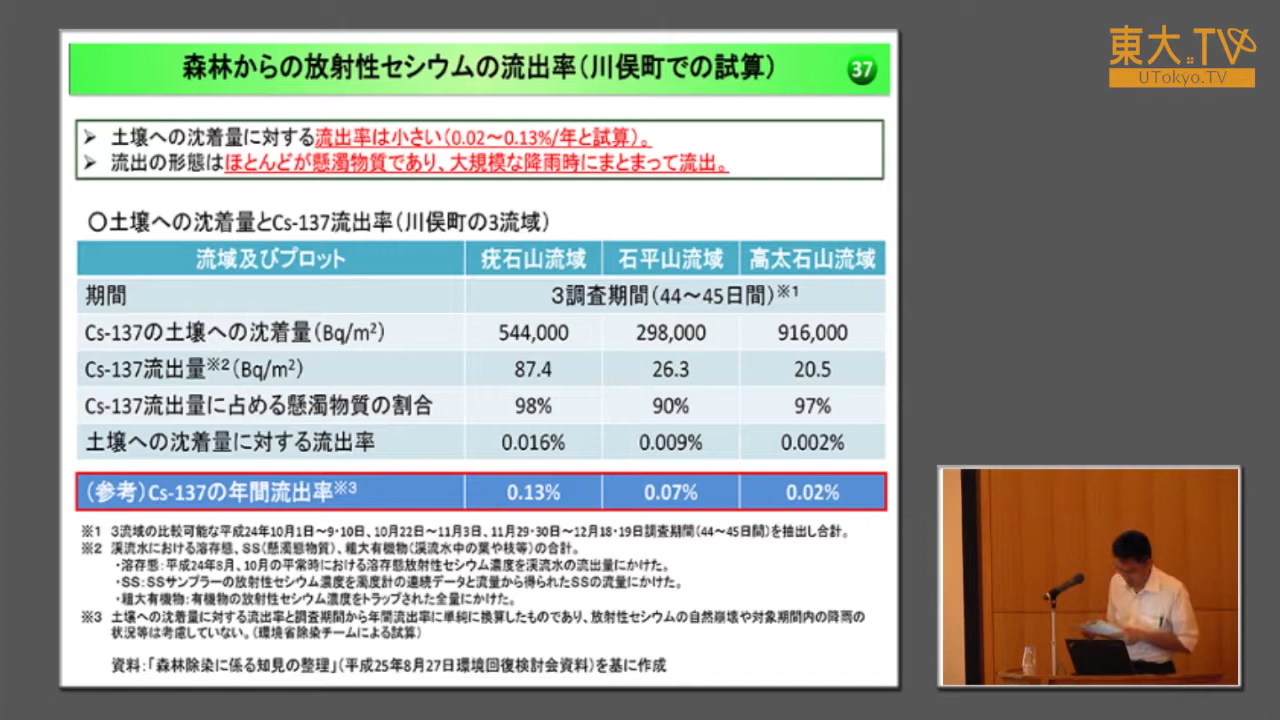 東大.TV
UTokyo.TV
森林からの放射性セシウムの流出率（川俣町での試算） 37
➢ 土壌への沈着量に対する流出率は小さい（0.02～0.13%/年と試算）。
➢ 流出の形態はほとんどが懸濁物質であり、大規模な降雨時にまとまって流出。
〇土壌への沈着量とCs-137流出率（川俣町の3流域）
流域及びプロット 疣石山流域 石平山流域 高太石山流域
期間 ３調査期間（44～45日間）※1
Cs-137の土壌への沈着量（Bq/m²） 544,000 298,000 916,000
Cs-137流出量※2（Bq/m²） 87.4 26.3 20.5
Cs-137流出量に占める懸濁物質の割合 98% 90% 97%
土壌への沈着量に対する流出率 0.016% 0.009% 0.002%
（参考）Cs-137の年間流出率※3 0.13% 0.07% 0.02%
※1 3流域の比較可能な平成24年10月1日～9・10日、10月22日～11月3日、11月29・30日～12月18・19日調査期間（44～45日間）を抽出し合計。
※2 渓流水における溶存態、SS（懸濁態物質）、粗大有機物（渓流水中の葉や枝等）の合計。
・溶存態：平成24年8月、10月の平常時における溶存態放射性セシウム濃度を渓流水の流出量にかけた。
・SS：SSサンプラーの放射性セシウム濃度を濁度計の連続データと流量から得られたSSの流量にかけた。
・粗大有機物：有機物の放射性セシウム濃度をトラップされた全量にかけた。
※3 土壌への沈着量に対する流出率と調査期間から年間流出率に単純に換算したものであり、放射性セシウムの自然崩壊や対象期間内の降雨の
状況等は考慮していない。（環境省除染チームによる試算）
資料：「森林除染に係る知見の整理」（平成25年8月27日環境回復検討会資料）を基に作成